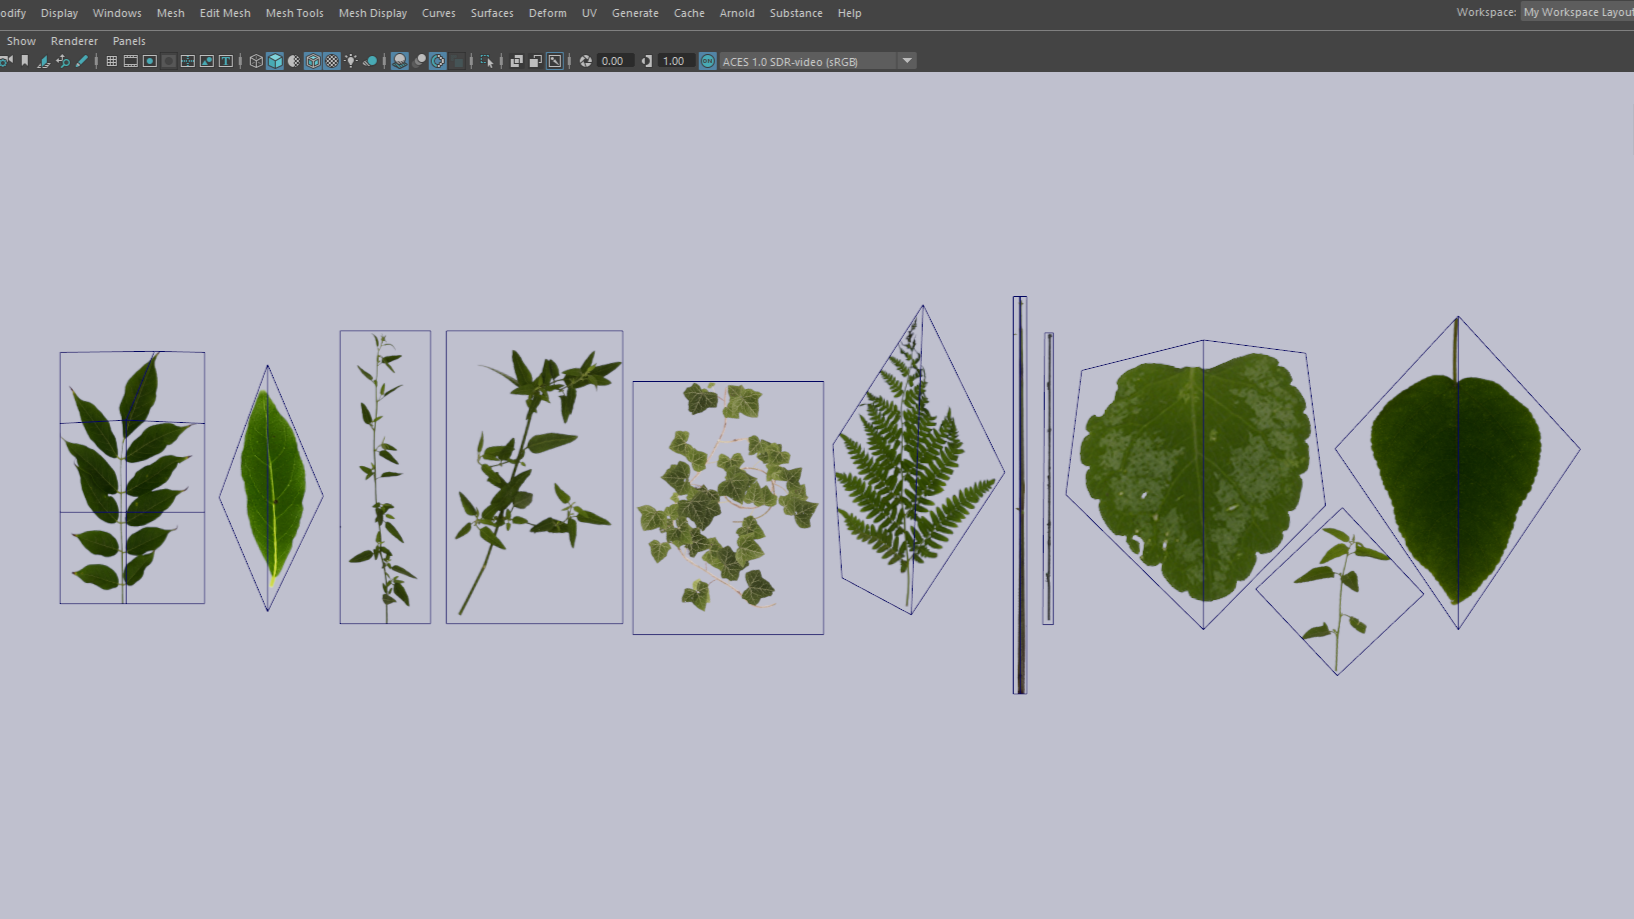 odify Display Windows Mesh Edit Mesh Mesh Tools Mesh Display Curves Surfaces Deform UV Generate Cache Arnold Substance Help Workspace: My Workspace Layout
Show Renderer Panels
T 0.00 1.00 ON ACES 1.0 SDR-video (sRGB)